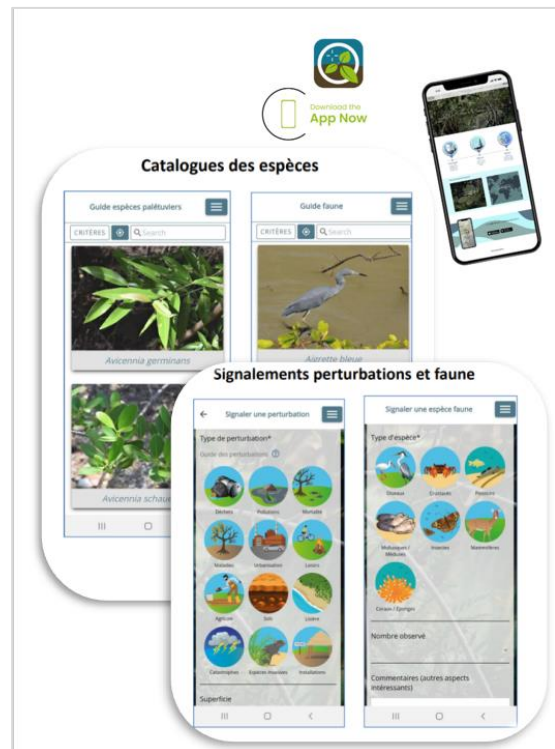 Download the
App Now
Catalogues des espèces
Guide espèces palétuviers
CRITÈRES
Search
Avicennia germinans
Avicennia schaue
Guide faune
CRITÈRES
Search
Aigrette bleue
Signalements perturbations et faune
Signaler une perturbation
Type de perturbation*
Guide des perturbations
Déchets
Pollutions
Mortalité
Maladies
Urbanisation
Loisirs
Agricole
Sols
Lisière
Catastrophes
Espèces invasives
Installations
Superficie
Signaler une espèce faune
Type d'espèce*
Oiseaux
Crustacés
Poissons
Mollusques /
Méduses
Insectes
Mammifères
Coraux / Eponges
Nombre observé
Commentaires (autres aspects
intéressants)